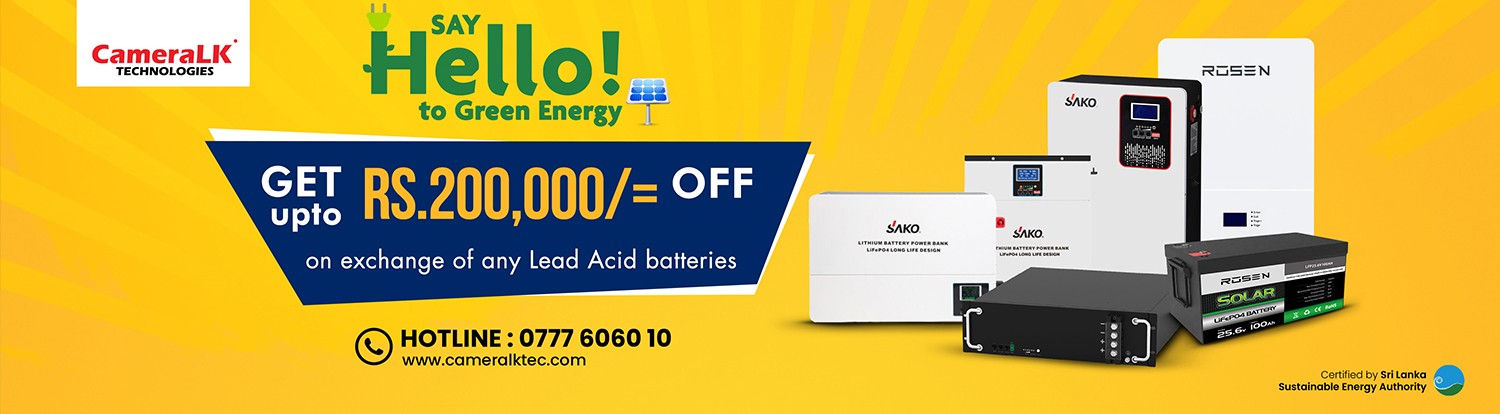 CameraLK
TECHNOLOGIES
SAY
Hello!
to Green Energy
GET
upto
RS.200,000/=
OFF
on exchange of any Lead Acid batteries
HOTLINE : 0777 6060 10
www.cameralktec.com
SAKO.
LITHIUM BATTERY POWER BANK
LiFePO4 LONG LIFE DESIGN
SAKO.
LITHIUM BATTERY POWER BANK
LiFePO4 LONG LIFE DESIGN
SAKO
ROSEN
ROSEN
SOLAR
LiFePO4 BATTERY
25.6V 100Ah
CE RoHS
Certified by Sri Lanka
Sustainable Energy Authority